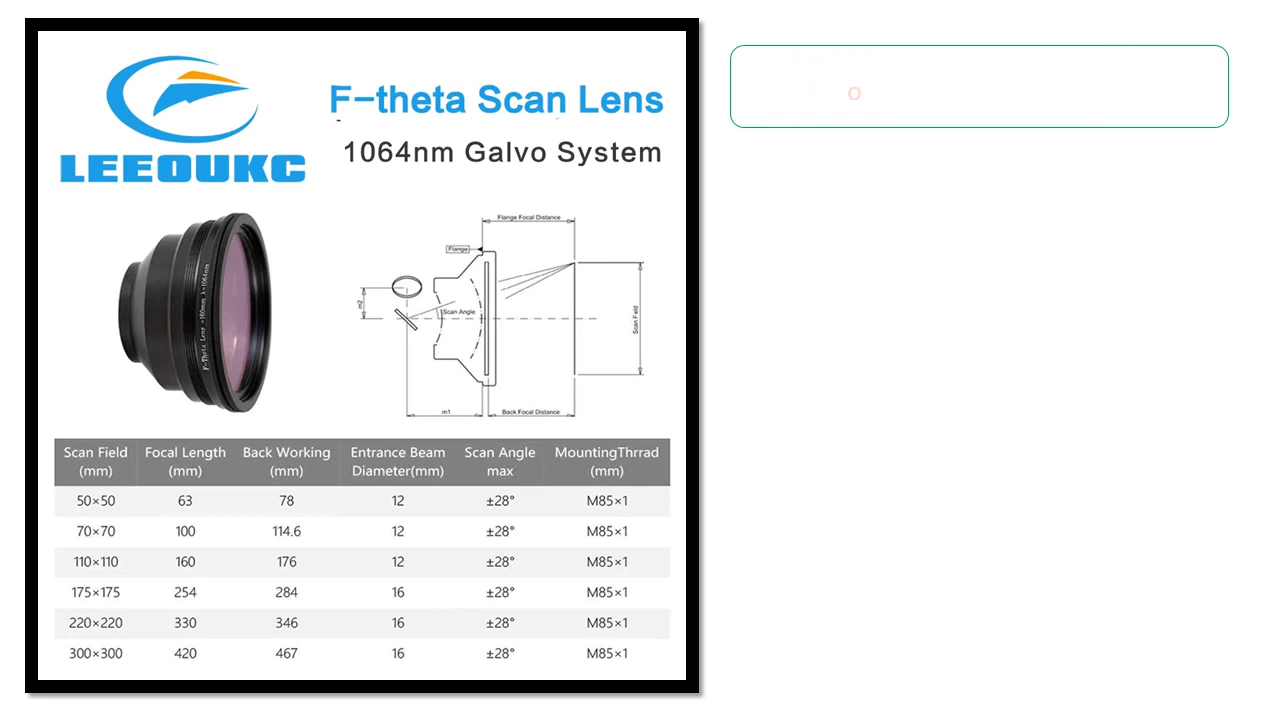 LEEOUKC
F-theta Scan Lens
1064nm Galvo System
F-Theta Lens =160mm λ=1064nm
Flange Focal Distance
Flange
m2
Scan Angle
Scan Field
m1
Back Focal Distance
Scan Field (mm) Focal Length (mm) Back Working (mm) Entrance Beam Diameter(mm) Scan Angle max MountingThrrad (mm)
50×50 63 78 12 ±28° M85×1
70×70 100 114.6 12 ±28° M85×1
110×110 160 176 12 ±28° M85×1
175×175 254 284 16 ±28° M85×1
220×220 330 346 16 ±28° M85×1
300×300 420 467 16 ±28° M85×1
o